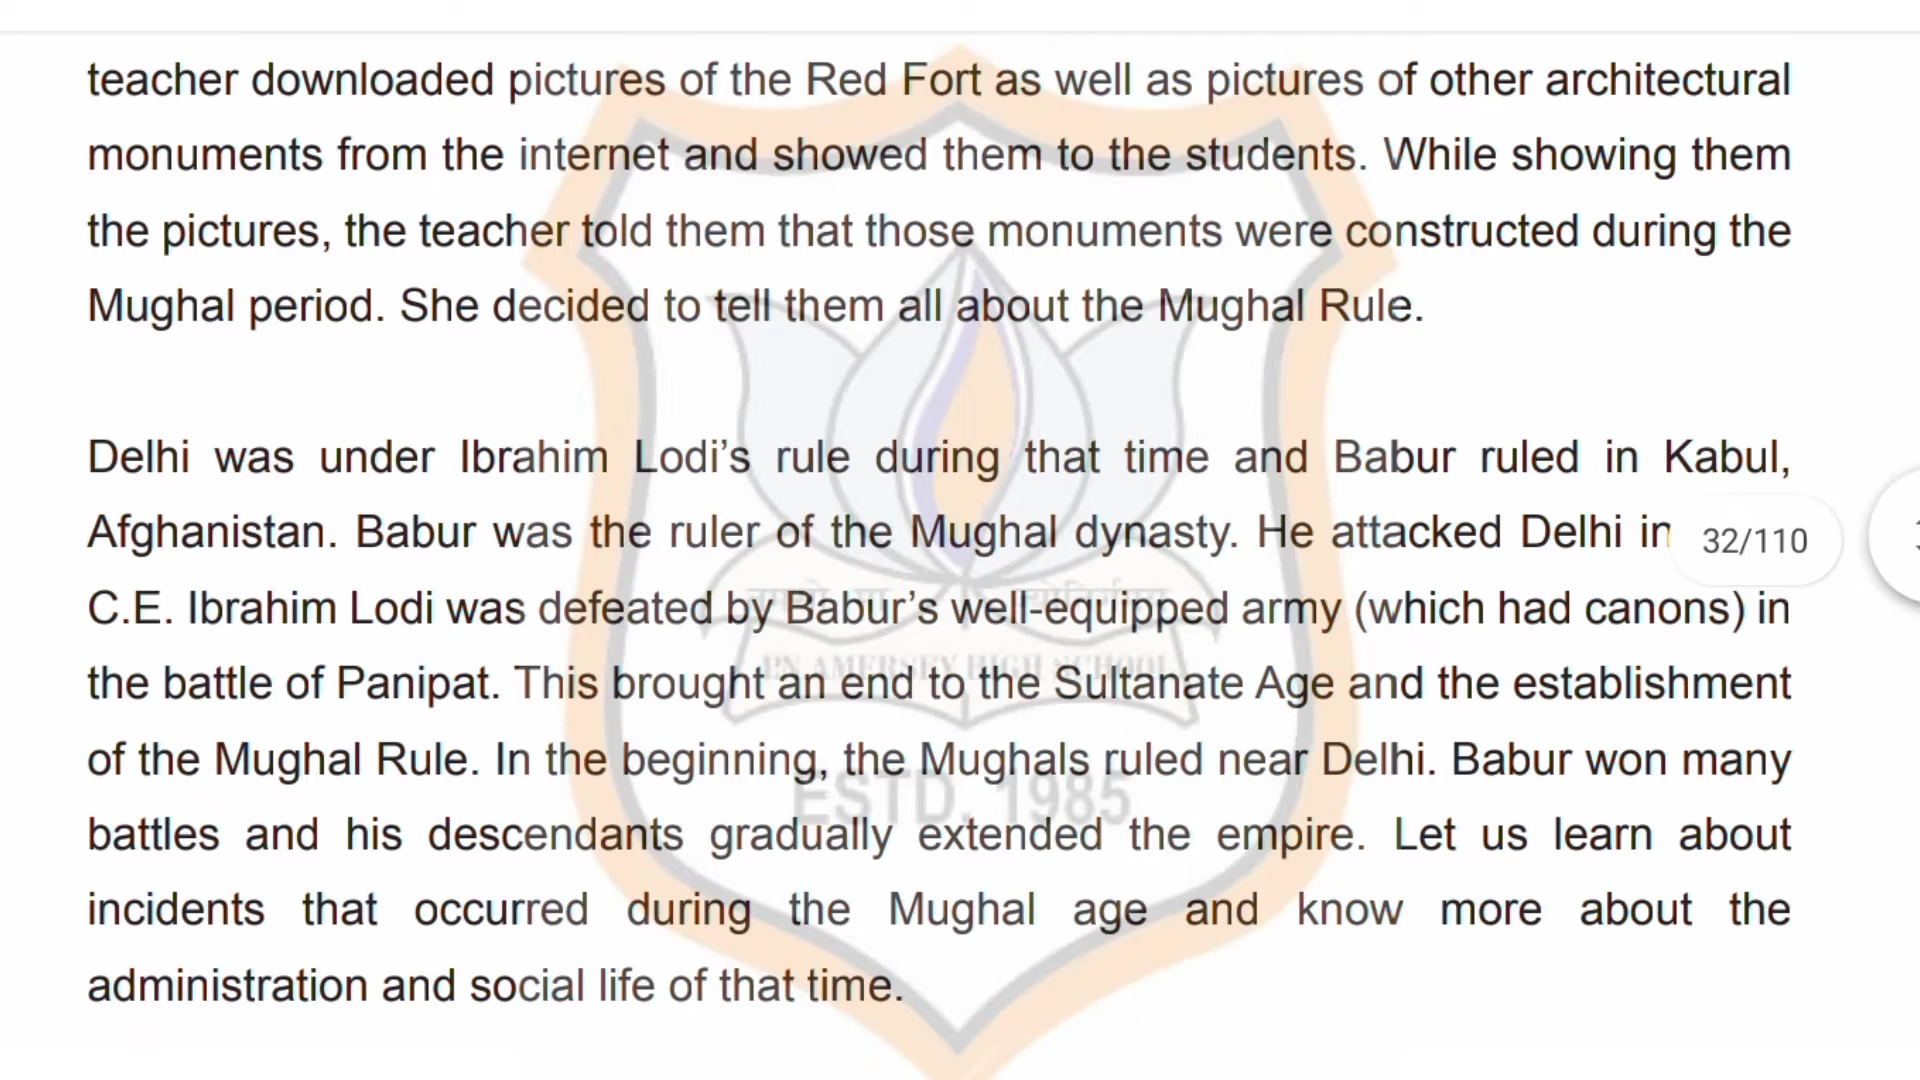 teacher downloaded pictures of the Red Fort as well as pictures of other architectural
monuments from the internet and showed them to the students. While showing them
the pictures, the teacher told them that those monuments were constructed during the
Mughal period. She decided to tell them all about the Mughal Rule.
Delhi was under Ibrahim Lodi’s rule during that time and Babur ruled in Kabul,
Afghanistan. Babur was the ruler of the Mughal dynasty. He attacked Delhi in
32/110
C.E. Ibrahim Lodi was defeated by Babur’s well-equipped army (which had canons) in
the battle of Panipat. This brought an end to the Sultanate Age and the establishment
of the Mughal Rule. In the beginning, the Mughals ruled near Delhi. Babur won many
battles and his descendants gradually extended the empire. Let us learn about
incidents that occurred during the Mughal age and know more about the
administration and social life of that time.
PN AMERSEY HIGH SCHOOL
ESTD. 1985